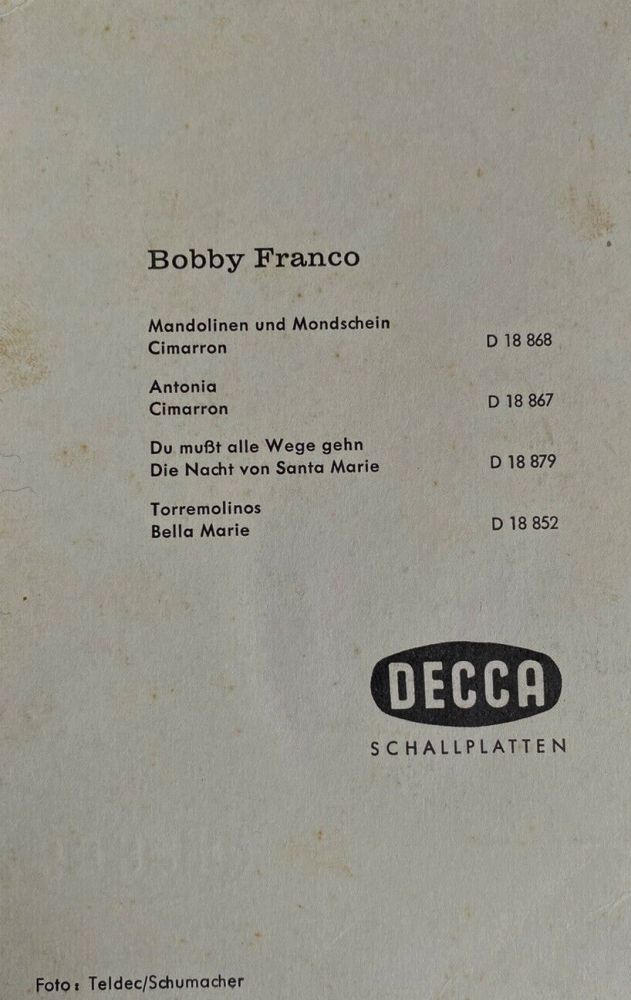 Bobby Franco
Mandolinen und Mondschein
Cimarron D 18 868
Antonia
Cimarron D 18 867
Du mußt alle Wege gehn
Die Nacht von Santa Marie D 18 879
Torremolinos
Bella Marie D 18 852
DECCA
SCHALLPLATTEN
Foto: Teldec/Schumacher